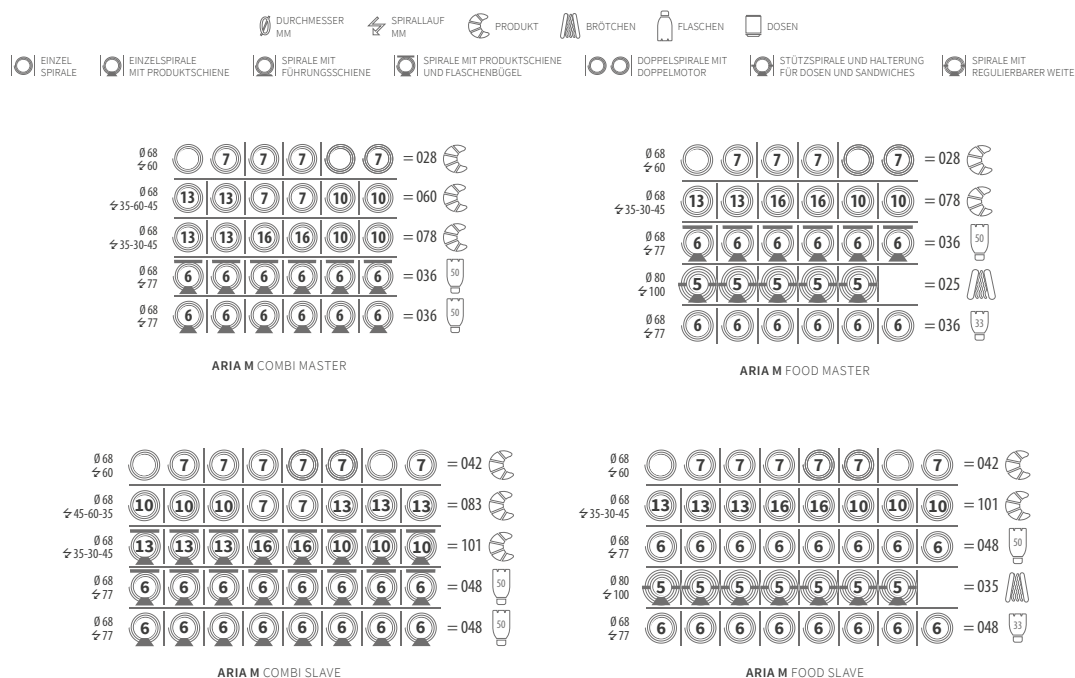 DURCHMESSER
MM
SPIRALLAUF
MM
PRODUKT
BRÖTCHEN
FLASCHEN
DOSEN
EINZEL
SPIRALE
EINZELSPIRALE
MIT PRODUKTSCHIENE
SPIRALE MIT
FÜHRUNGSSCHIENE
SPIRALE MIT PRODUKTSCHIENE
UND FLASCHENBÜGEL
DOPPELSPIRALE MIT
DOPPELMOTOR
STÜTZSPIRALE UND HALTERUNG
FÜR DOSEN UND SANDWICHES
SPIRALE MIT
REGULIERBARER WEITE
Ø 68
60
7 7 7 7 = 028
Ø 68
35-60-45
13 13 7 7 10 10 = 060
Ø 68
35-30-45
13 13 16 16 10 10 = 078
Ø 68
77
6 6 6 6 6 6 = 036 50
Ø 68
77
6 6 6 6 6 6 = 036 50
ARIA M COMBI MASTER
Ø 68
60
7 7 7 7 = 028
Ø 68
35-30-45
13 13 16 16 10 10 = 078
Ø 68
77
6 6 6 6 6 6 = 036 50
Ø 80
100
5 5 5 5 5 = 025
Ø 68
77
6 6 6 6 6 6 = 036 33
ARIA M FOOD MASTER
Ø 68
60
7 7 7 7 7 7 = 042
Ø 68
45-60-35
10 10 10 7 7 13 13 13 = 083
Ø 68
35-30-45
13 13 13 16 16 10 10 10 = 101
Ø 68
77
6 6 6 6 6 6 6 6 = 048 50
Ø 68
77
6 6 6 6 6 6 6 6 = 048 50
ARIA M COMBI SLAVE
Ø 68
60
7 7 7 7 7 7 = 042
Ø 68
35-30-45
13 13 13 16 16 10 10 10 = 101
Ø 68
77
6 6 6 6 6 6 6 6 = 048 50
Ø 80
100
5 5 5 5 5 5 5 = 035
Ø 68
77
6 6 6 6 6 6 6 6 = 048 33
ARIA M FOOD SLAVE